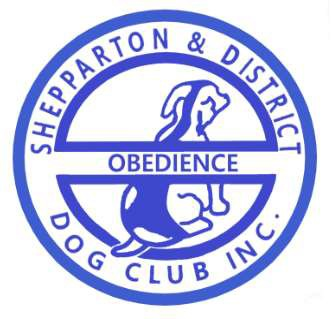 SHEPPARTON & DISTRICT
OBEDIENCE
DOG CLUB INC.